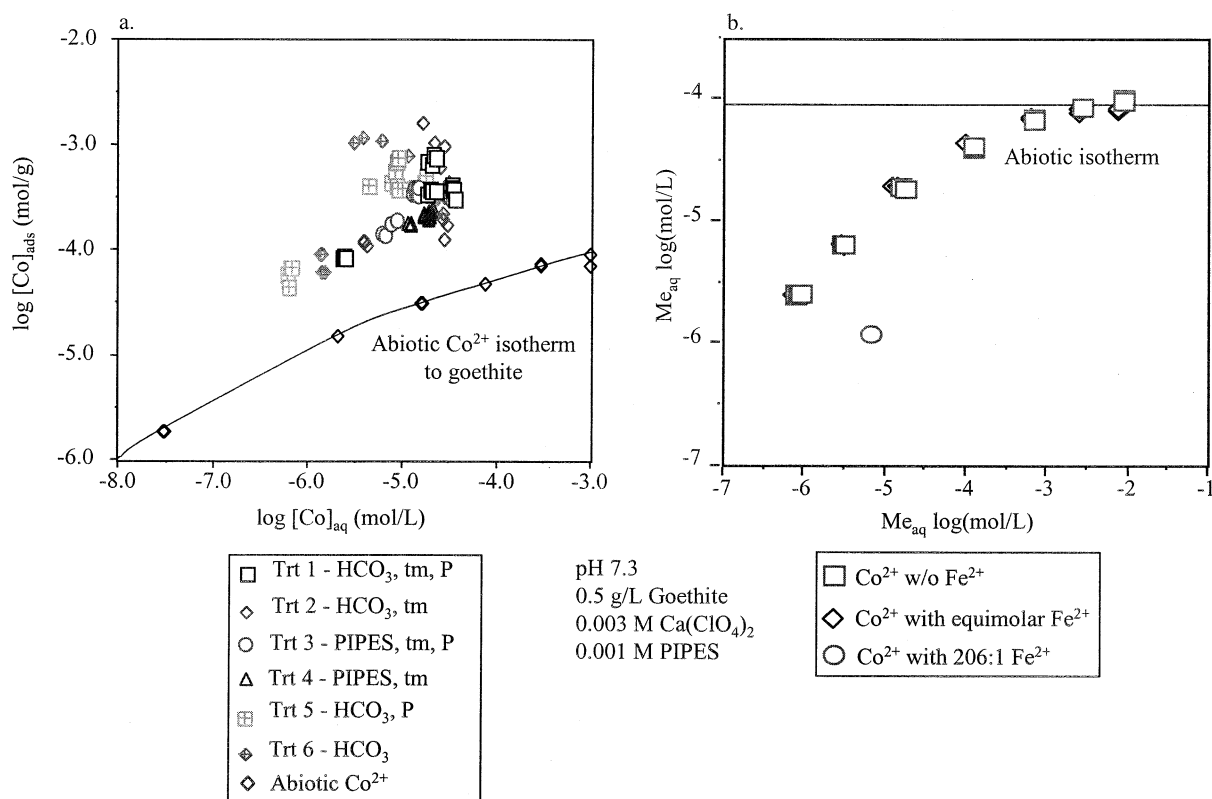 a.
-2.0
-3.0
-4.0
-5.0
-6.0
log [Co]ads (mol/g)
Abiotic Co2+ isotherm
to goethite
-8.0 -7.0 -6.0 -5.0 -4.0 -3.0
log [Co]aq (mol/L)
b.
-4
-5
-6
-7
Meaq log(mol/L)
Abiotic isotherm
-7 -6 -5 -4 -3 -2 -1
Meaq log(mol/L)
Trt 1 - HCO3, tm, P
Trt 2 - HCO3, tm
Trt 3 - PIPES, tm, P
Trt 4 - PIPES, tm
Trt 5 - HCO3, P
Trt 6 - HCO3
Abiotic Co2+
pH 7.3
0.5 g/L Goethite
0.003 M Ca(ClO4)2
0.001 M PIPES
Co2+ w/o Fe2+
Co2+ with equimolar Fe2+
Co2+ with 206:1 Fe2+